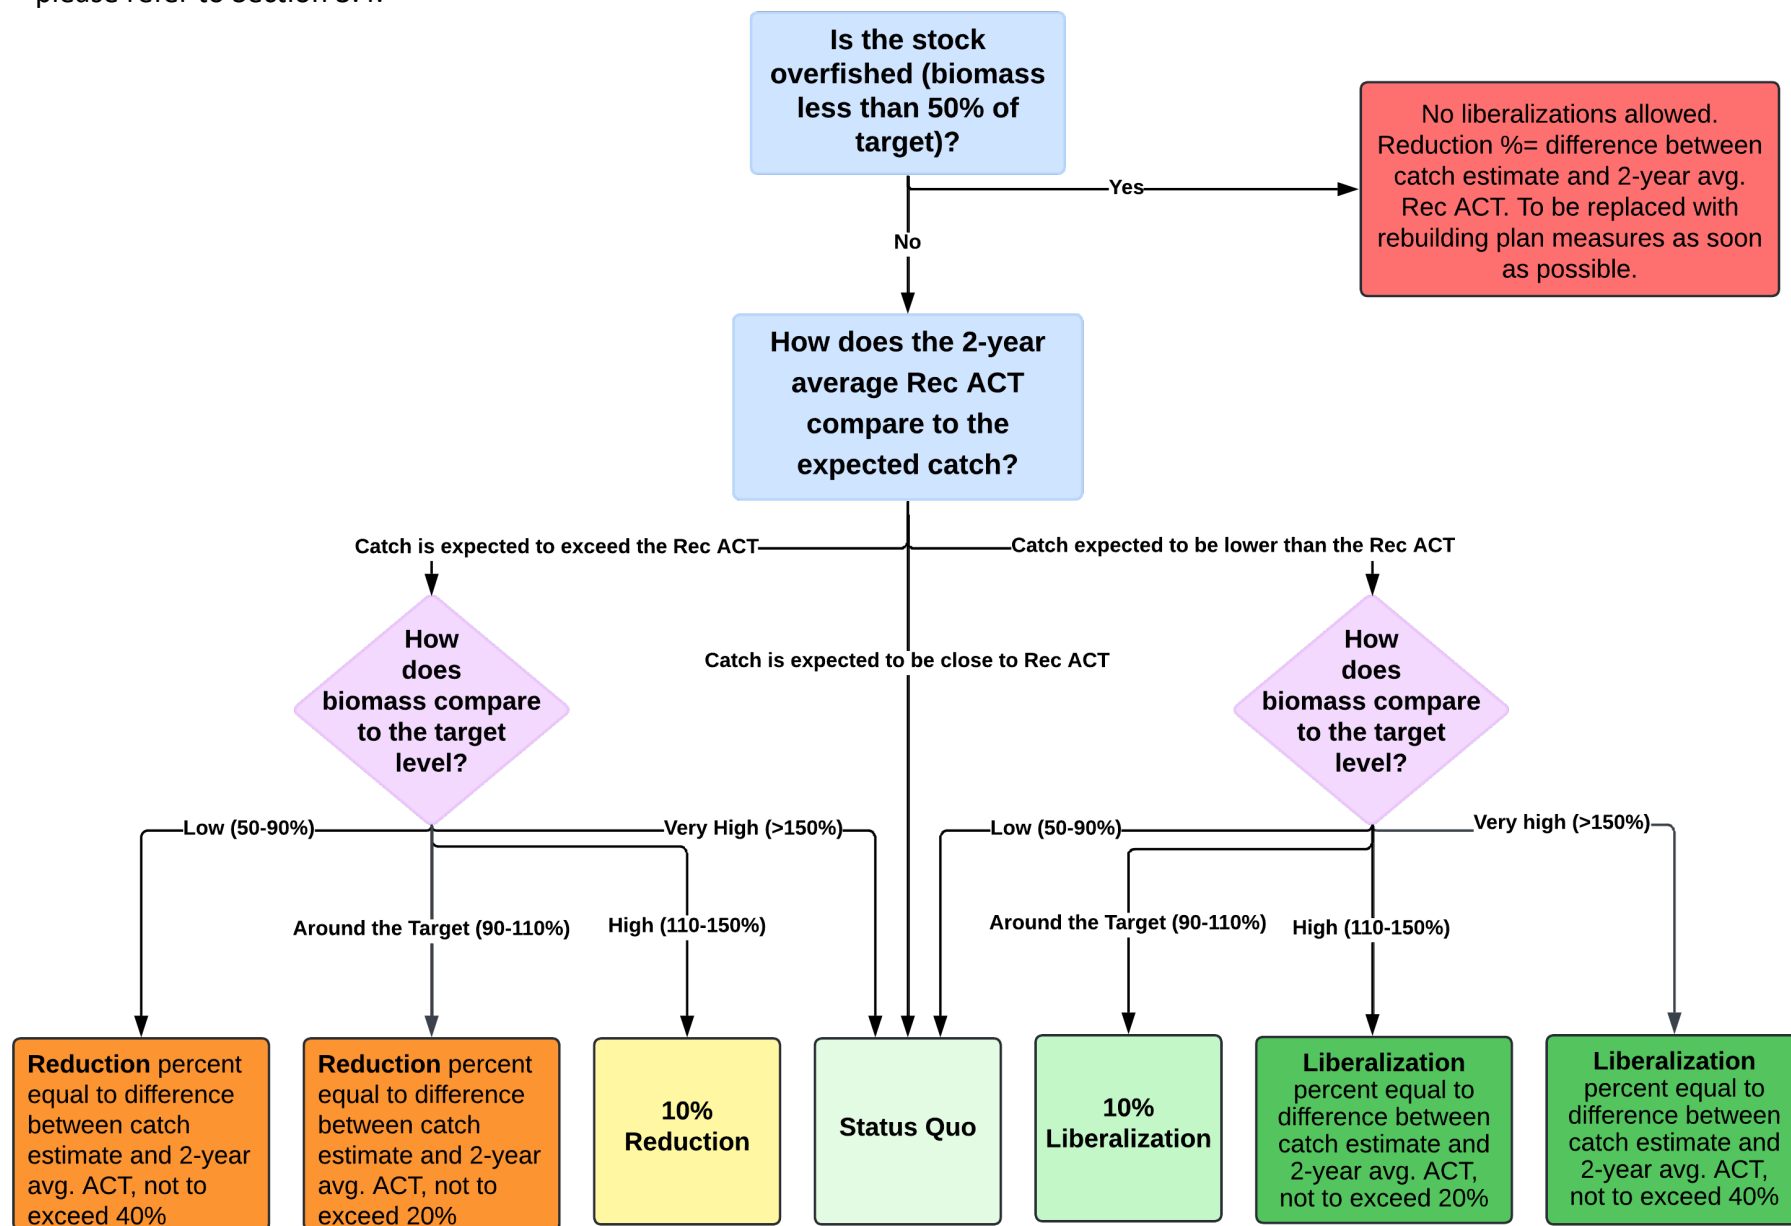 please refer to Section 3.4.
Is the stock
overfished (biomass
less than 50% of
target)?
No liberalizations allowed.
Reduction %= difference between
catch estimate and 2-year avg.
Rec ACT. To be replaced with
rebuilding plan measures as soon
as possible.
Yes
No
How does the 2-year
average Rec ACT
compare to the
expected catch?
Catch is expected to exceed the Rec ACT
Catch expected to be lower than the Rec ACT
How
does
biomass compare
to the target
level?
Catch is expected to be close to Rec ACT
How
does
biomass compare
to the target
level?
Low (50-90%)
Very High (>150%)
Low (50-90%)
Very high (>150%)
Around the Target (90-110%)
High (110-150%)
Around the Target (90-110%)
High (110-150%)
Reduction percent
equal to difference
between catch
estimate and 2-year
avg. ACT, not to
exceed 40%
Reduction percent
equal to difference
between catch
estimate and 2-year
avg. ACT, not to
exceed 20%
10%
Reduction
Status Quo
10%
Liberalization
Liberalization
percent equal to
difference between
catch estimate and
2-year avg. ACT,
not to exceed 20%
Liberalization
percent equal to
difference between
catch estimate and
2-year avg. ACT,
not to exceed 40%